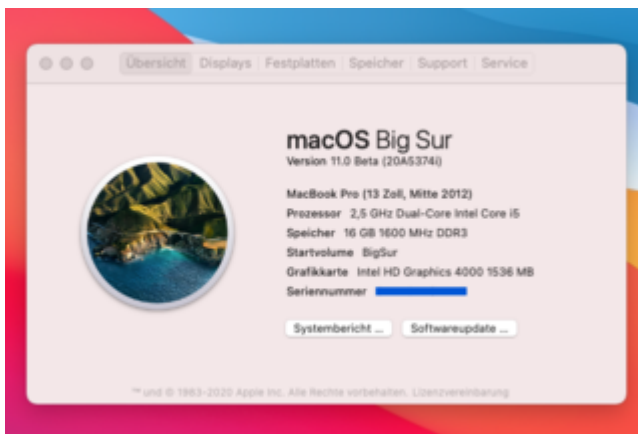 Übersicht Displays Festplatten Speicher Support Service
macOS Big Sur
Version 11.0 Beta (20A5374i)
MacBook Pro (13 Zoll, Mitte 2012)
Prozessor 2,5 GHz Dual-Core Intel Core i5
Speicher 16 GB 1600 MHz DDR3
Startvolume BigSur
Grafikkarte Intel HD Graphics 4000 1536 MB
Seriennummer
Systembericht ... Softwareupdate ...
™ und © 1983-2020 Apple Inc. Alle Rechte vorbehalten. Lizenzvereinbarung